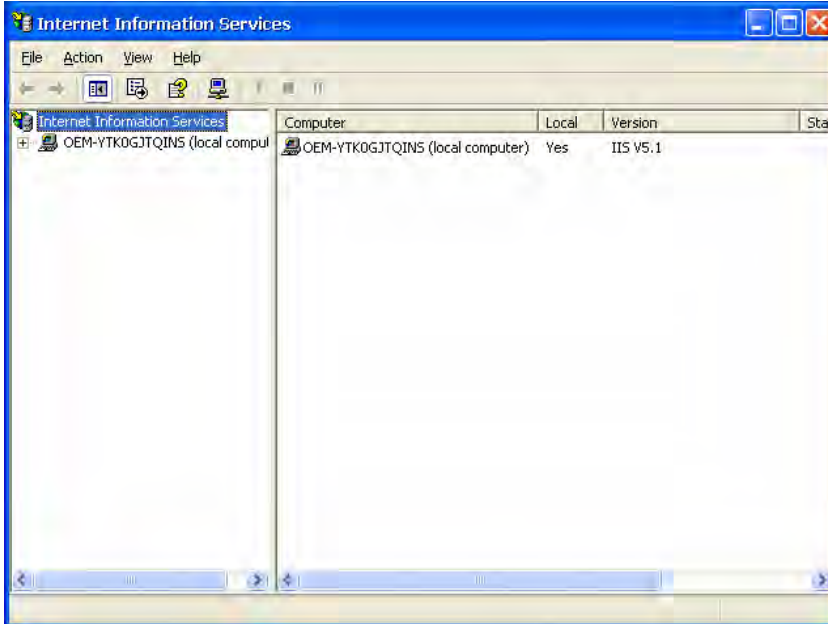 Internet Information Services
File Action View Help
Internet Information Services
OEM-YTK0GJTQINS (local comput
Computer Local Version Sta
OEM-YTK0GJTQINS (local computer) Yes IIS V5.1